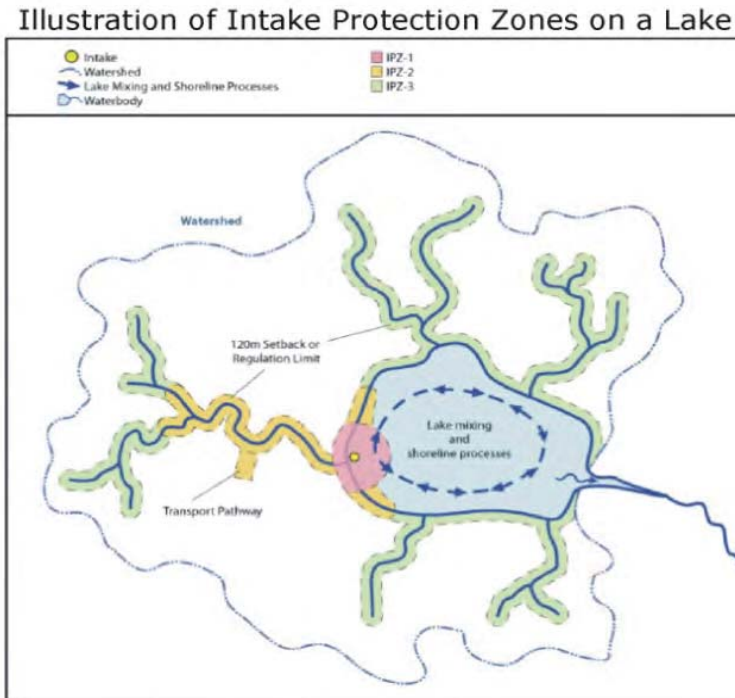 Illustration of Intake Protection Zones on a Lake
Intake
Watershed
Lake Mixing and Shoreline Processes
Waterbody
IPZ-1
IPZ-2
IPZ-3
Watershed
120m Setback or
Regulation Limit
Lake mixing
and
shoreline processes
Transport Pathway